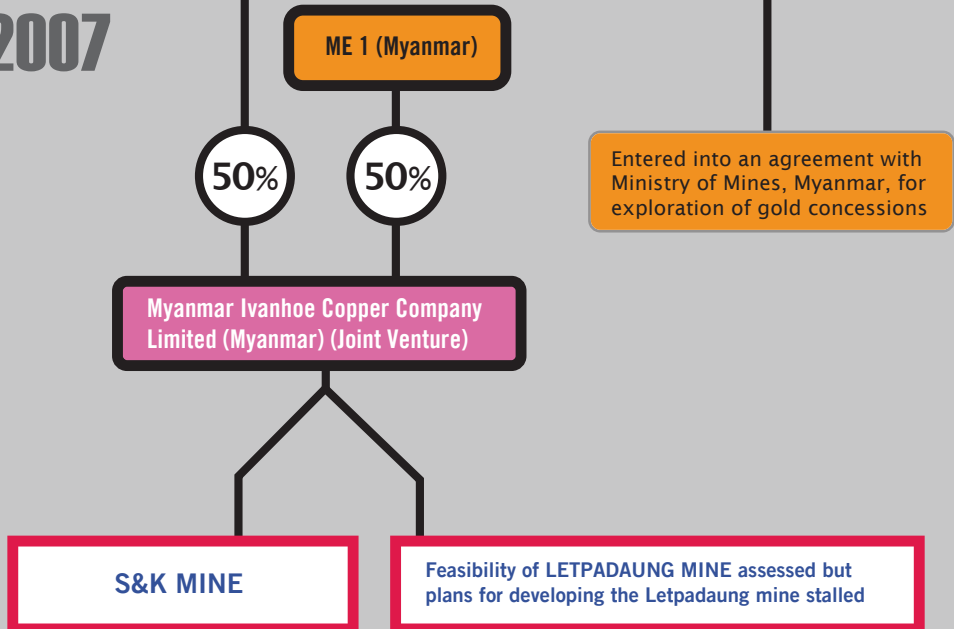 2007
ME 1 (Myanmar)
50%
50%
Entered into an agreement with
Ministry of Mines, Myanmar, for
exploration of gold concessions
Myanmar Ivanhoe Copper Company
Limited (Myanmar) (Joint Venture)
S&K MINE
Feasibility of LETPADAUNG MINE assessed but
plans for developing the Letpadaung mine stalled